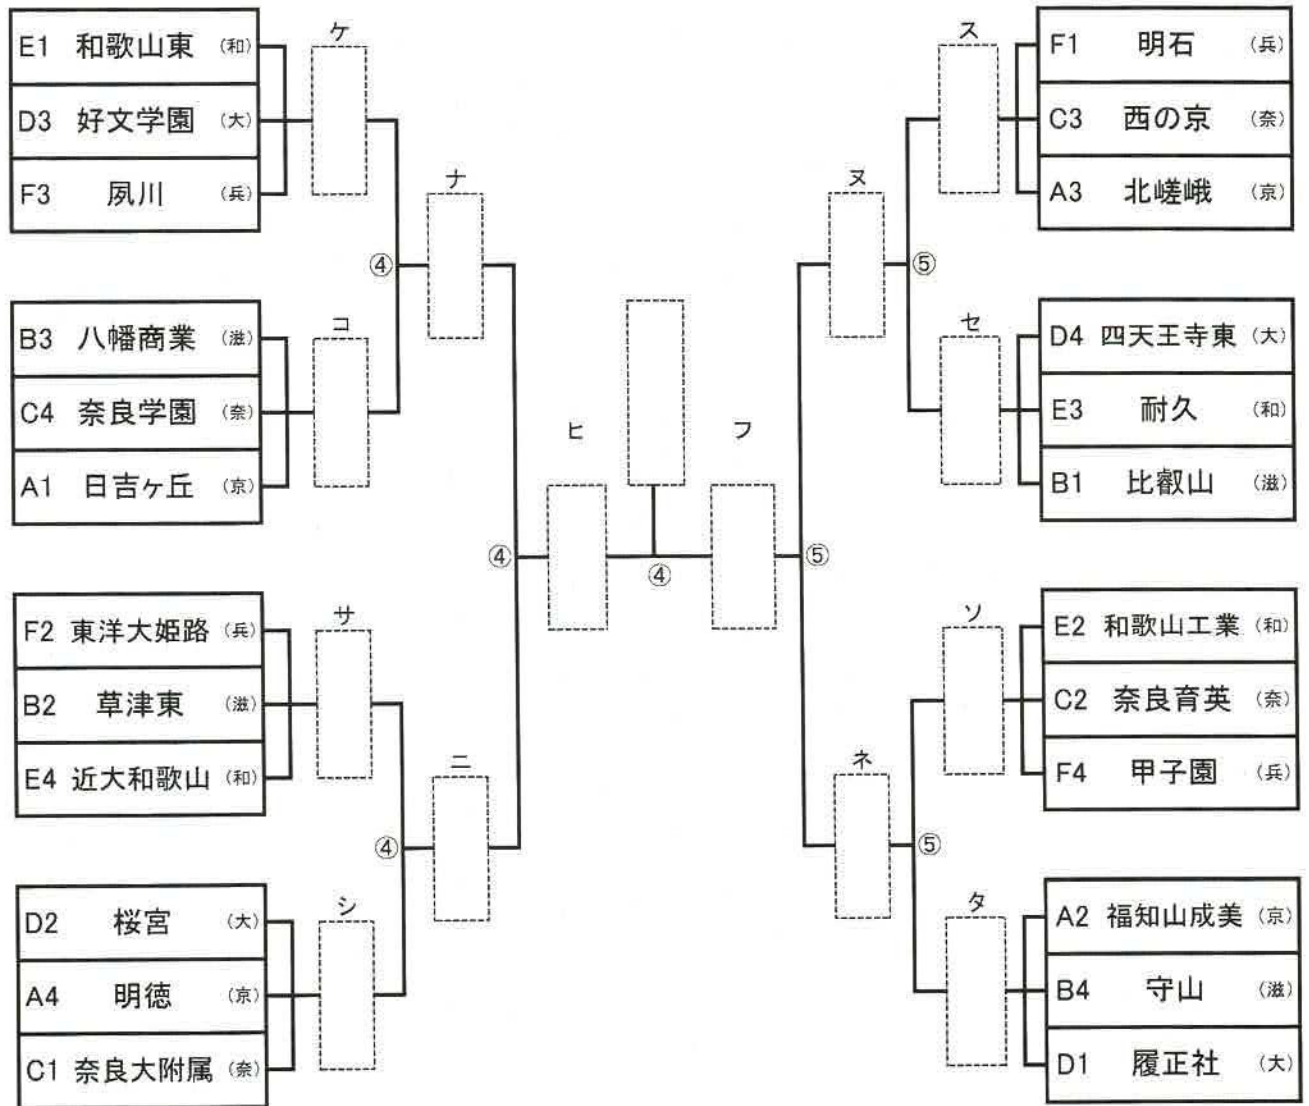 ケ
E1 和歌山東 (和)
D3 好文学園 (大)
F3 夙川 (兵)
ナ
④
コ
B3 八幡商業 (滋)
C4 奈良学園 (奈)
A1 日吉ヶ丘 (京)
ヒ
④
サ
F2 東洋大姫路 (兵)
B2 草津東 (滋)
E4 近大和歌山 (和)
ニ
④
シ
D2 桜宮 (大)
A4 明徳 (京)
C1 奈良大附属 (奈)
④
フ
ス
F1 明石 (兵)
C3 西の京 (奈)
A3 北嵯峨 (京)
ヌ
⑤
セ
D4 四天王寺東 (大)
E3 耐久 (和)
B1 比叡山 (滋)
⑤
ソ
E2 和歌山工業 (和)
C2 奈良育英 (奈)
F4 甲子園 (兵)
ネ
⑤
タ
A2 福知山成美 (京)
B4 守山 (滋)
D1 履正社 (大)